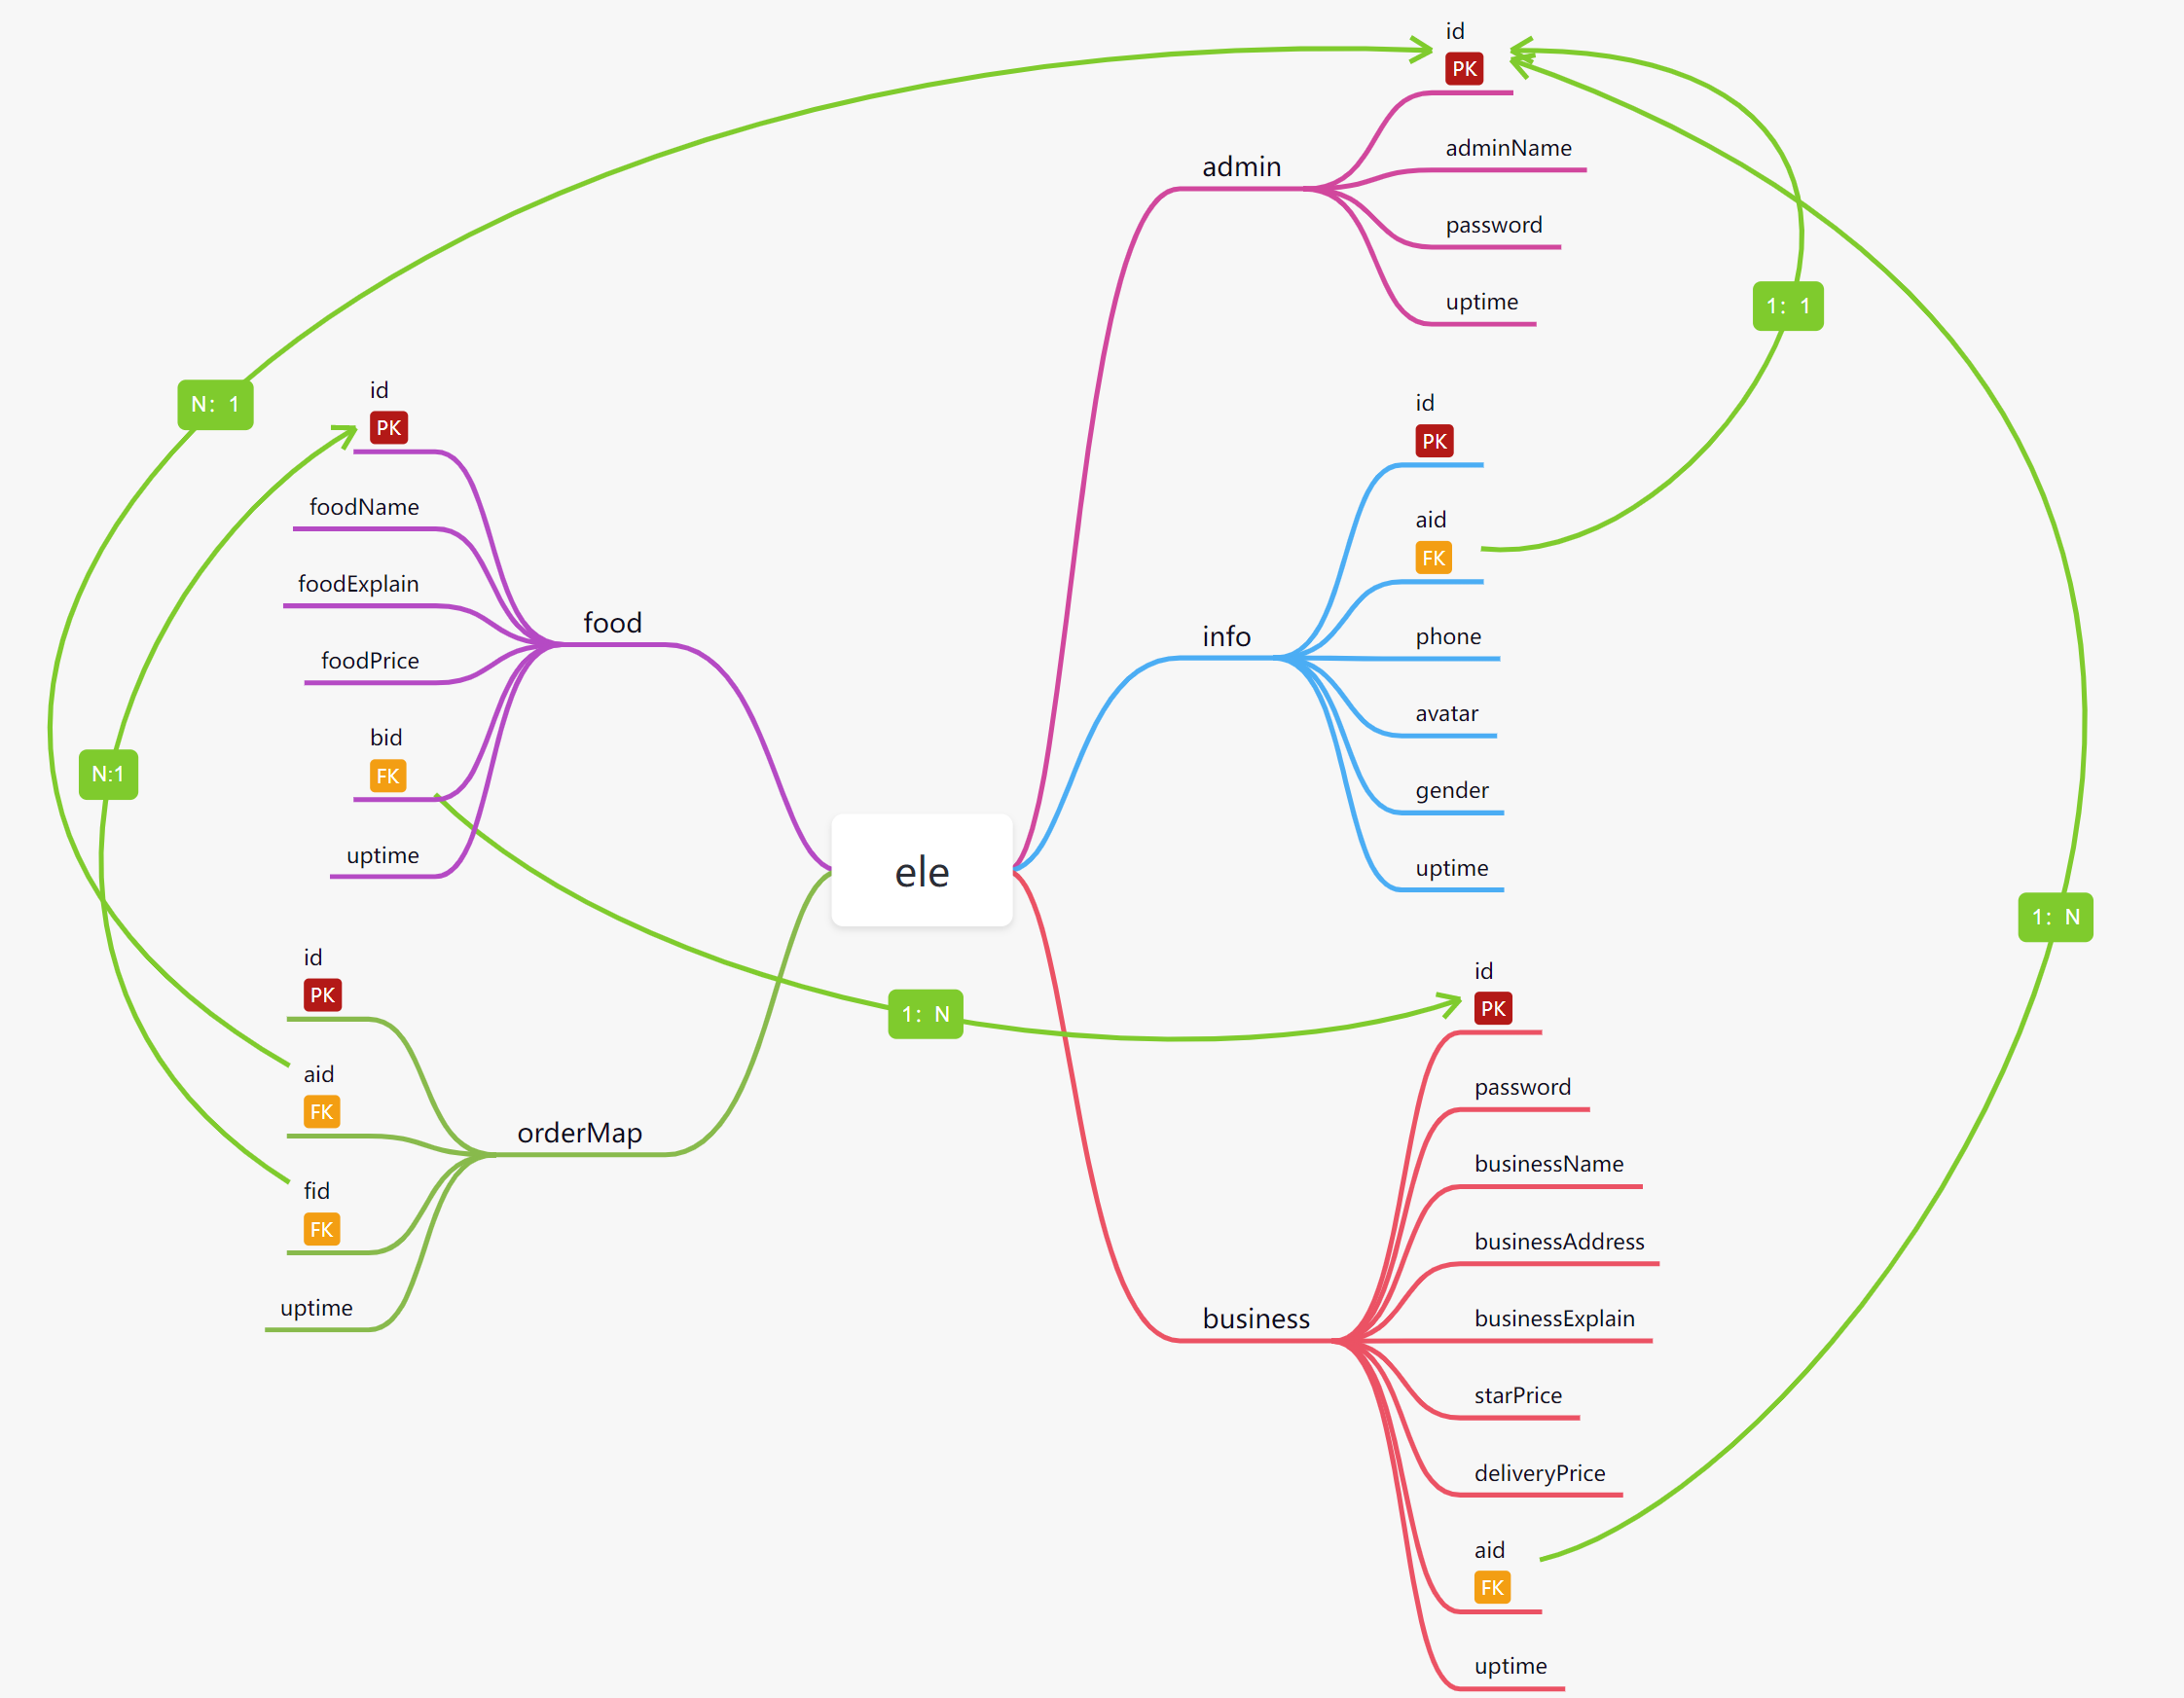 ele
admin
id
PK
adminName
password
uptime
info
id
PK
aid
FK
phone
avatar
gender
uptime
business
id
PK
password
businessName
businessAddress
businessExplain
starPrice
deliveryPrice
aid
FK
uptime
food
id
PK
foodName
foodExplain
foodPrice
bid
FK
uptime
orderMap
id
PK
aid
FK
fid
FK
uptime
1: 1
1: N
1: N
N: 1
N:1